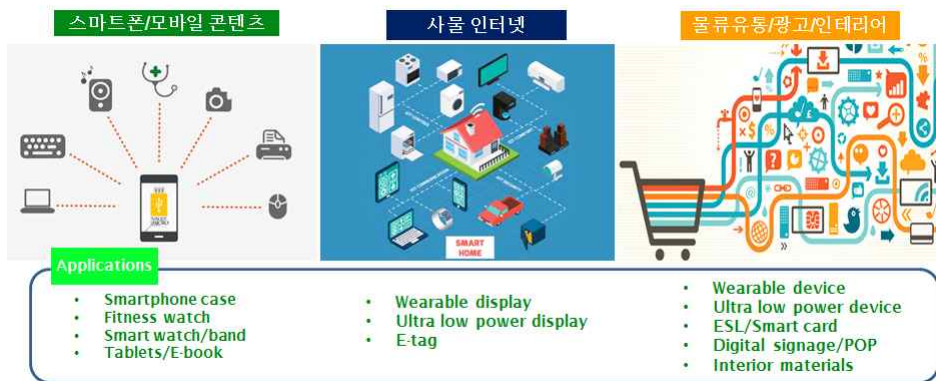 스마트폰/모바일 콘텐츠
사물 인터넷
물류유통/광고/인테리어
SMART
HOME
Applications
• Smartphone case
• Fitness watch
• Smart watch/band
• Tablets/E-book
• Wearable display
• Ultra low power display
• E-tag
• Wearable device
• Ultra low power device
• ESL/Smart card
• Digital signage/POP
• Interior materials